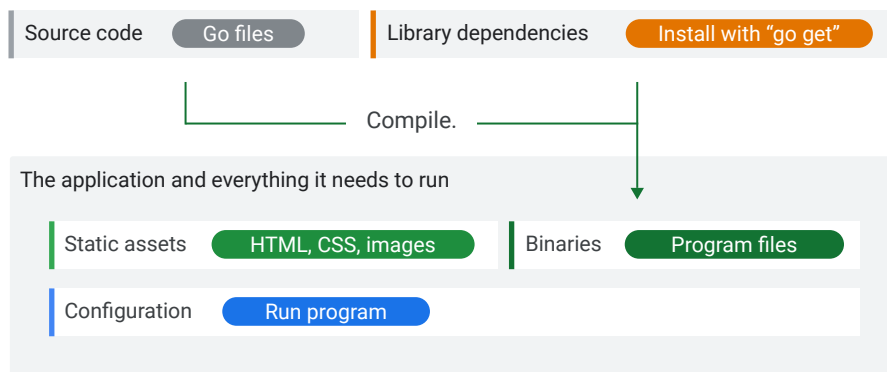 Source code Go files Library dependencies Install with “go get”
Compile.
The application and everything it needs to run
Static assets HTML, CSS, images Binaries Program files
Configuration Run program